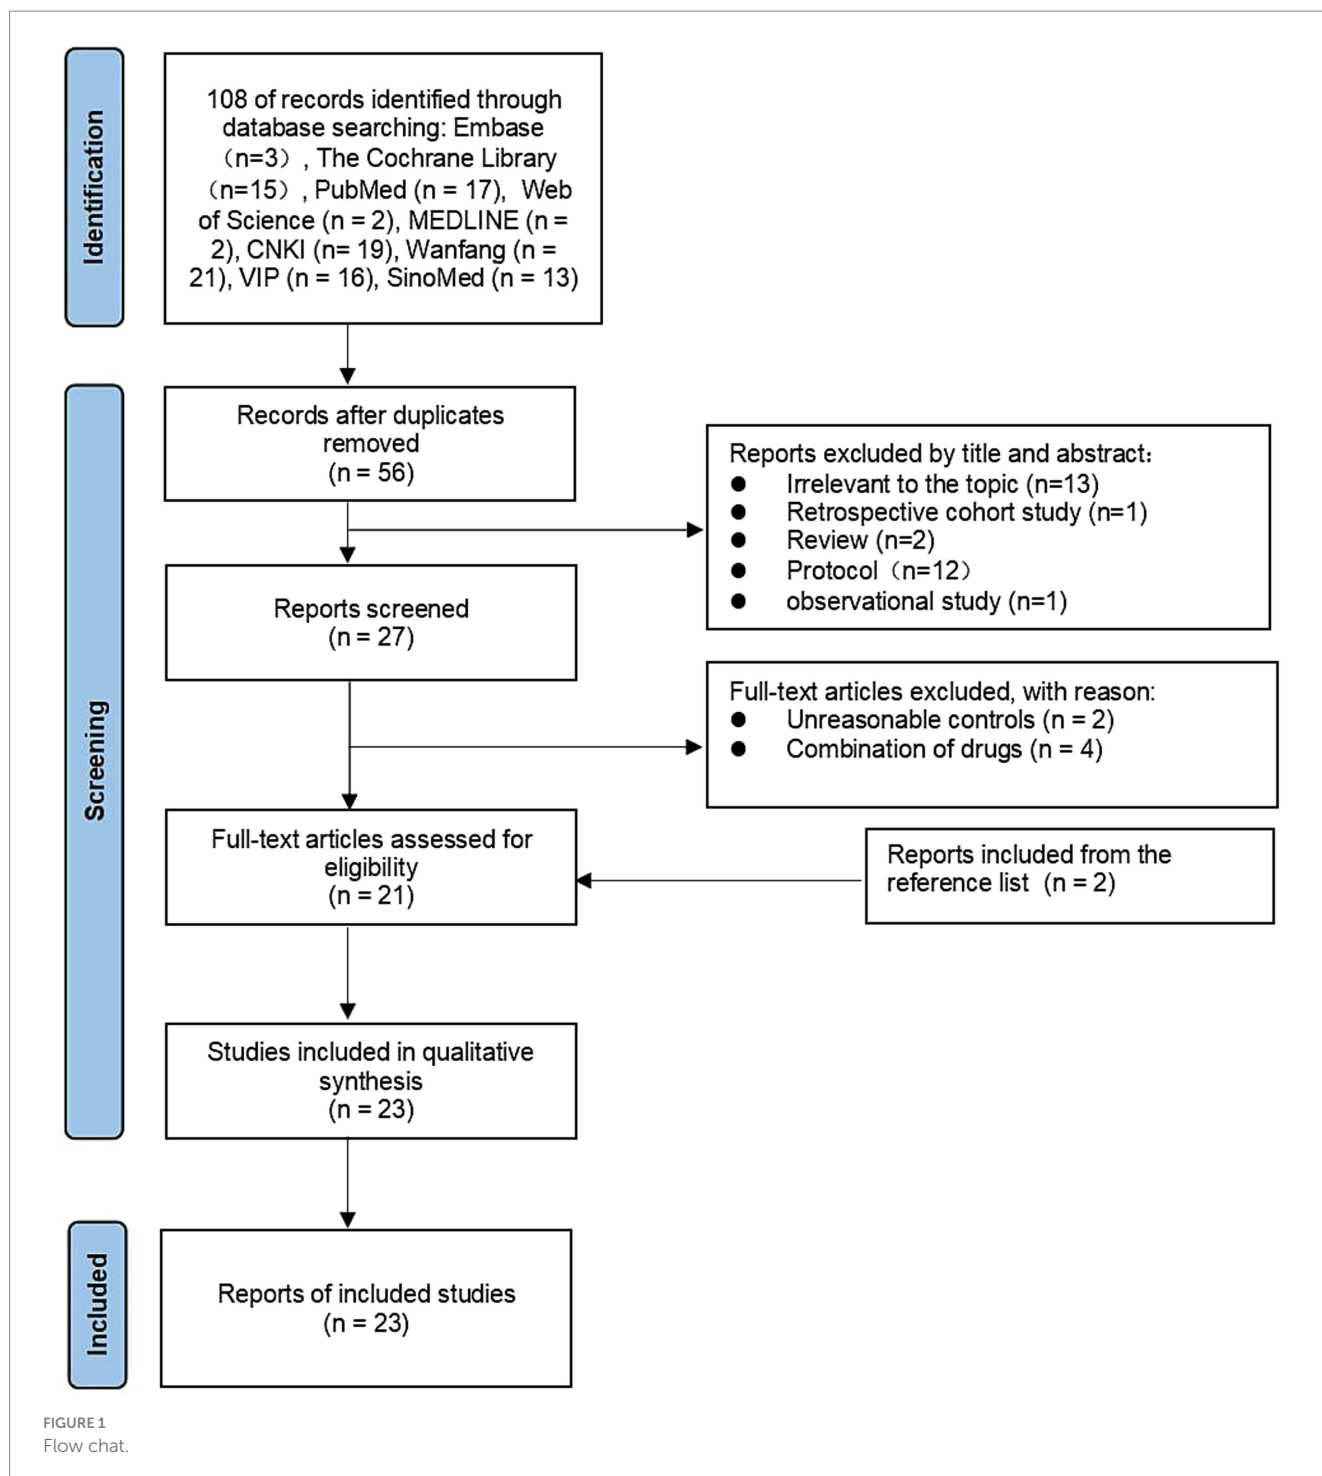 Identification
108 of records identified through
database searching: Embase
（n=3）, The Cochrane Library
（n=15）, PubMed (n = 17), Web
of Science (n = 2), MEDLINE (n =
2), CNKI (n= 19), Wanfang (n =
21), VIP (n = 16), SinoMed (n = 13)
Screening
Records after duplicates
removed
(n = 56)
Reports excluded by title and abstract：
● Irrelevant to the topic (n=13)
● Retrospective cohort study (n=1)
● Review (n=2)
● Protocol（n=12）
● observational study (n=1)
Reports screened
(n = 27)
Full-text articles excluded, with reason:
● Unreasonable controls (n = 2)
● Combination of drugs (n = 4)
Full-text articles assessed for
eligibility
(n = 21)
Reports included from the
reference list (n = 2)
Studies included in qualitative
synthesis
(n = 23)
Included
Reports of included studies
(n = 23)
FIGURE 1
Flow chat.